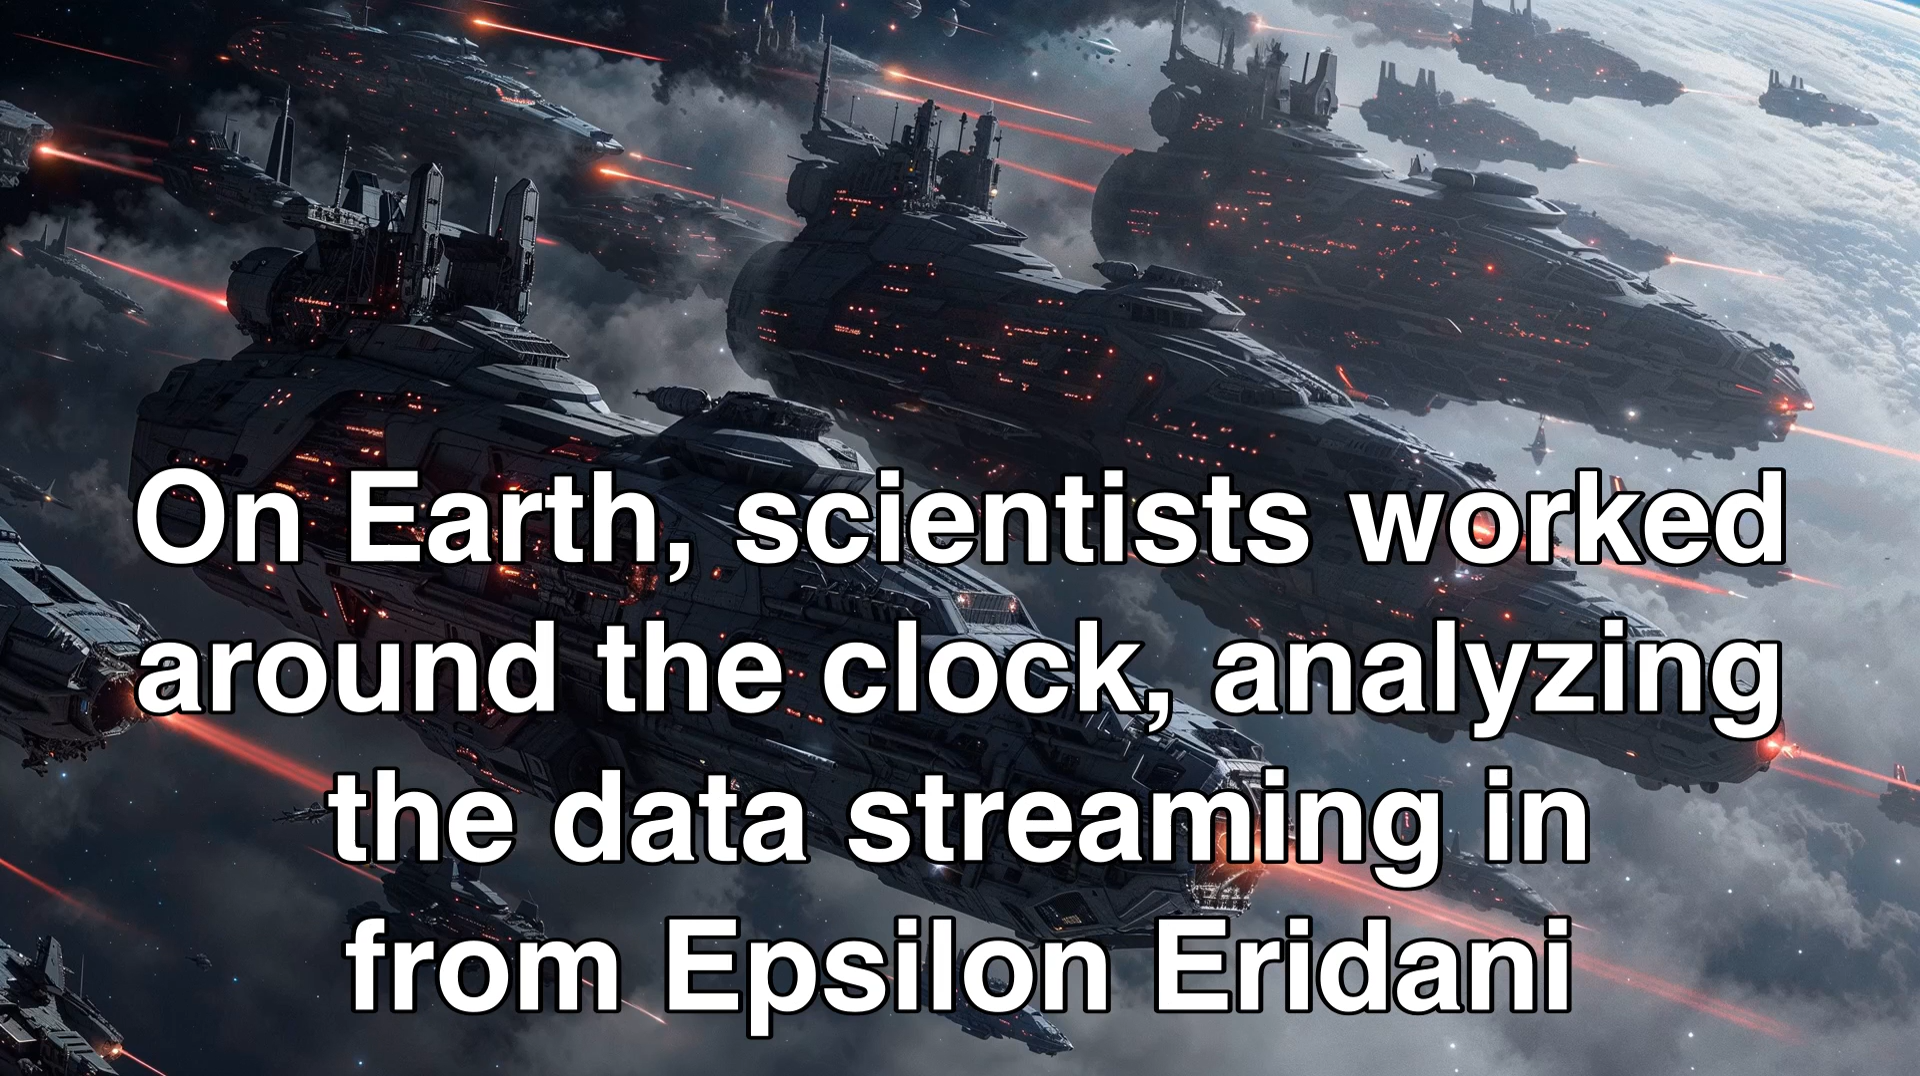 On Earth, scientists worked
around the clock, analyzing
the data streaming in
from Epsilon Eridani